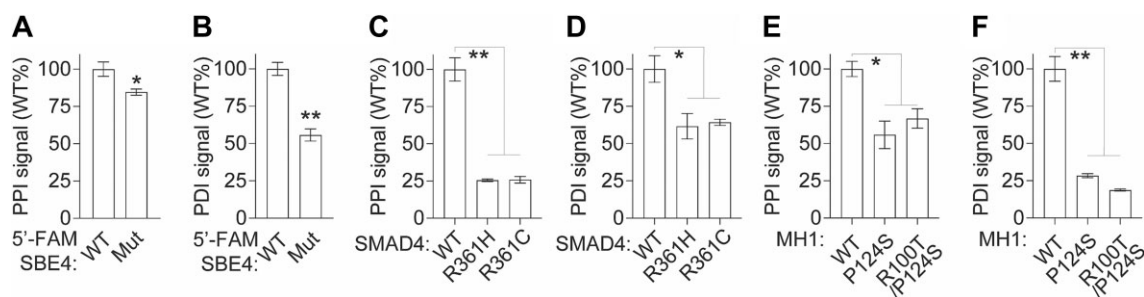 A
PPI signal (WT%)
100
75
50
25
0
*
5'-FAM
SBE4:
WT
Mut
B
PDI signal (WT%)
100
75
50
25
0
**
5'-FAM
SBE4:
WT
Mut
C
PPI signal (WT%)
100
75
50
25
0
**
SMAD4:
WT
R361H
R361C
D
PDI signal (WT%)
100
75
50
25
0
*
SMAD4:
WT
R361H
R361C
E
PPI signal (WT%)
100
75
50
25
0
*
MH1:
WT
P124S
R100T
/P124S
F
PDI signal (WT%)
100
75
50
25
0
**
MH1:
WT
P124S
R100T
/P124S